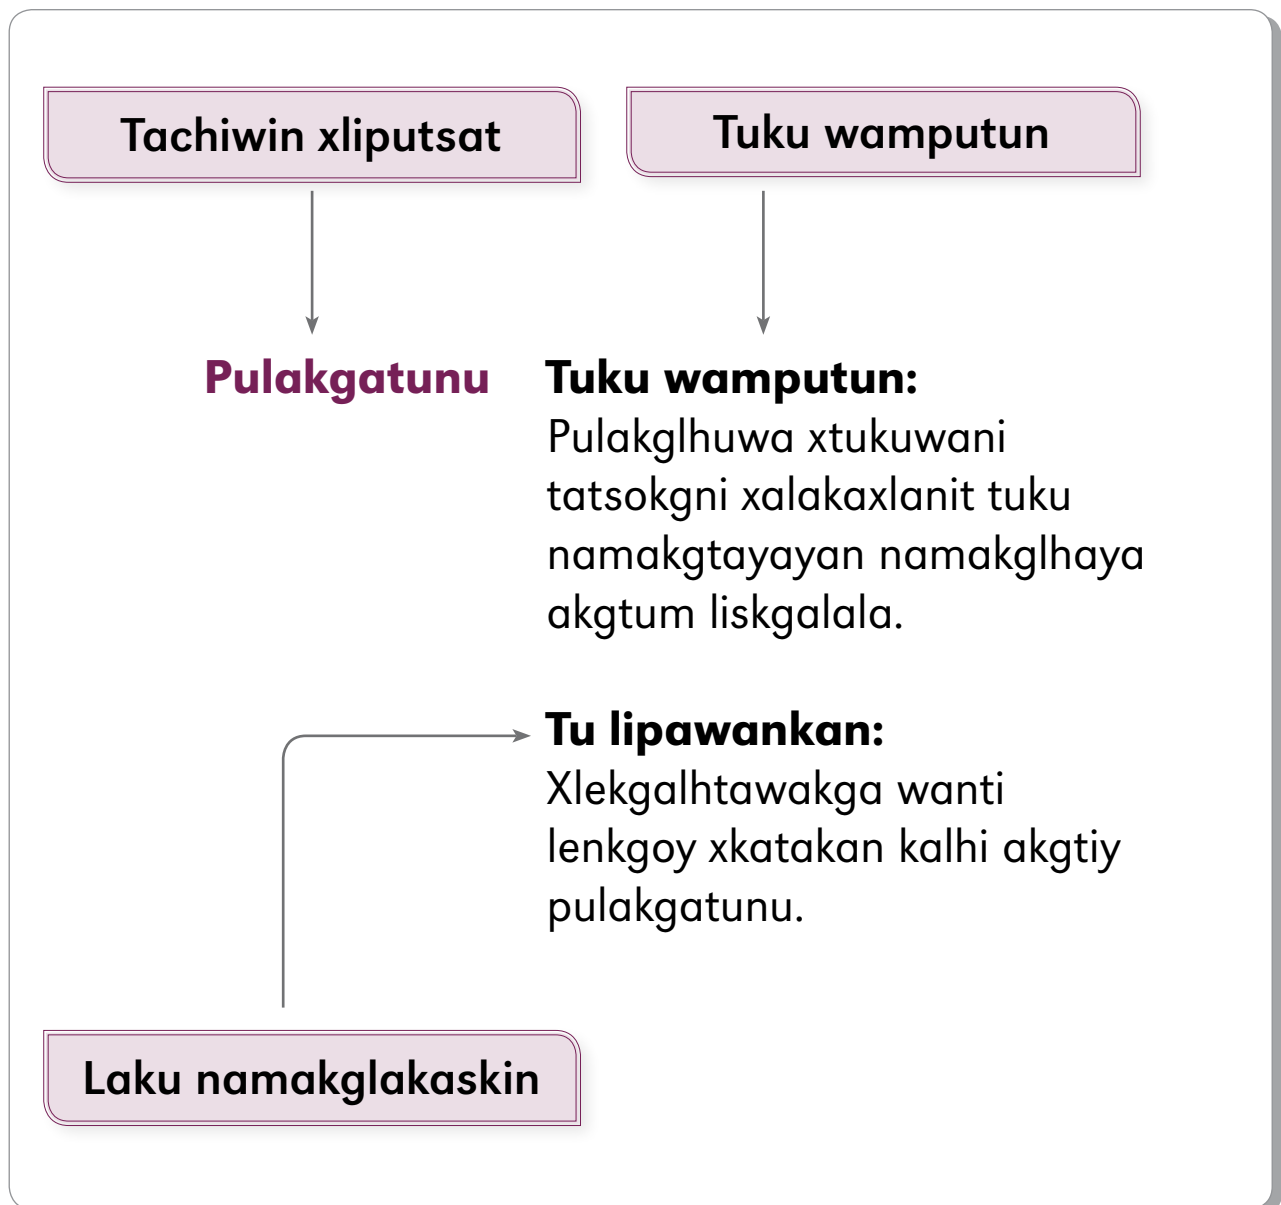 Tachiwin xliputsat
Tuku wamputun
Pulakgatunu
Tuku wamputun:
Pulakglhuwa xtukuwani
tatsokgni xalakaxlanit tuku
namakgtayayan namakglhaya
akgtum liskgalala.
Tu lipawankan:
Xlekgalhtawakga wanti
lenkgoy xkatakan kalhi akgtiy
pulakgatunu.
Laku namakglakaskin